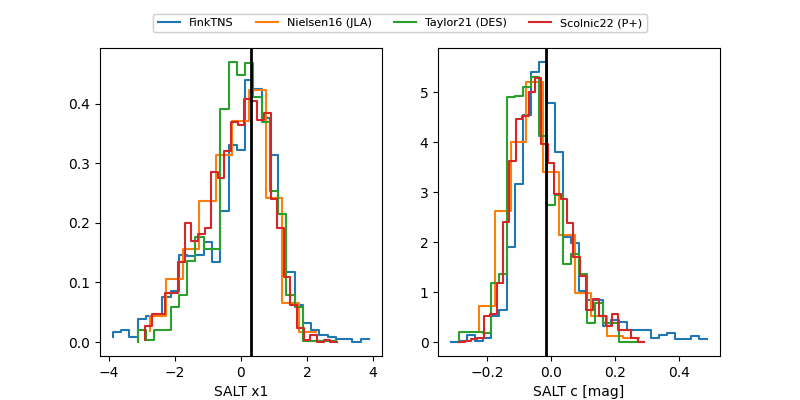 FinkTNS Nielsen16 (JLA) Taylor21 (DES) Scolnic22 (P+)
0.4
0.3
0.2
0.1
0.0
−4 −2 0 2 4
SALT x1
5
4
3
2
1
0
−0.2 0.0 0.2 0.4
SALT c [mag]